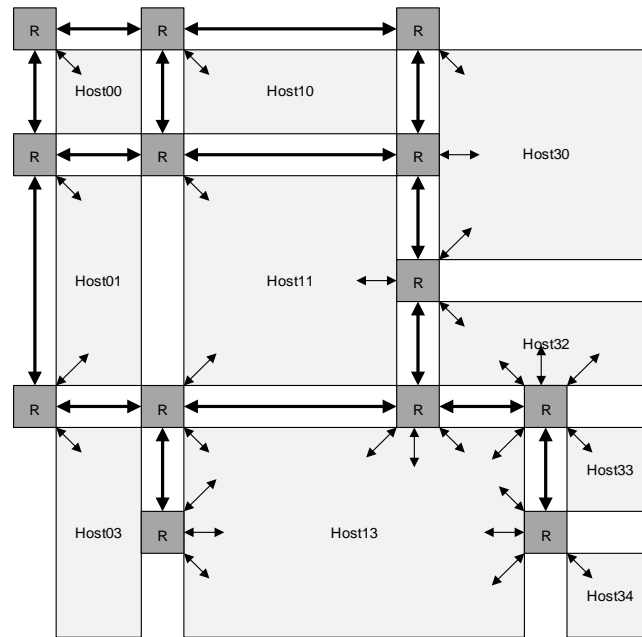 R R R
Host00 Host10
R R R Host30
Host01 Host11 R
Host32
R R R R
Host33
Host03 R Host13 R
Host34